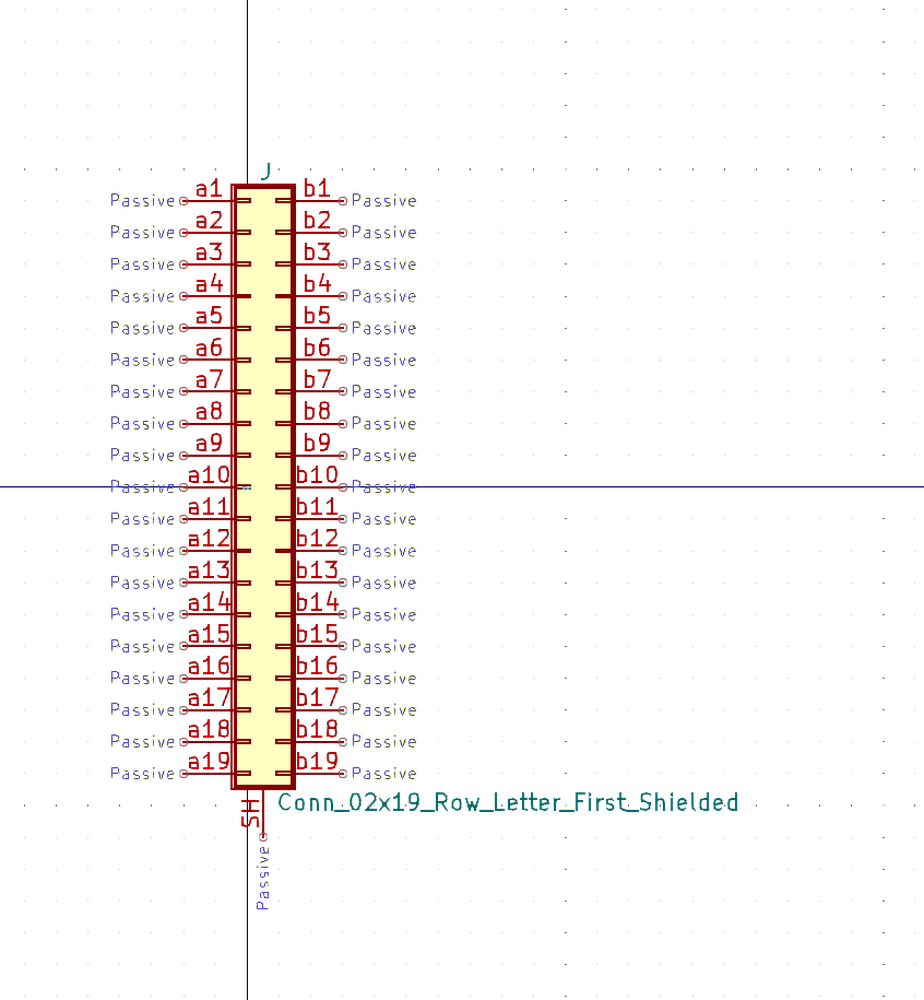 J
Passive a1 b1 Passive
Passive a2 b2 Passive
Passive a3 b3 Passive
Passive a4 b4 Passive
Passive a5 b5 Passive
Passive a6 b6 Passive
Passive a7 b7 Passive
Passive a8 b8 Passive
Passive a9 b9 Passive
Passive a10 b10 Passive
Passive a11 b11 Passive
Passive a12 b12 Passive
Passive a13 b13 Passive
Passive a14 b14 Passive
Passive a15 b15 Passive
Passive a16 b16 Passive
Passive a17 b17 Passive
Passive a18 b18 Passive
Passive a19 b19 Passive
SH
Conn_02x19_Row_Letter_First_Shielded
Passive